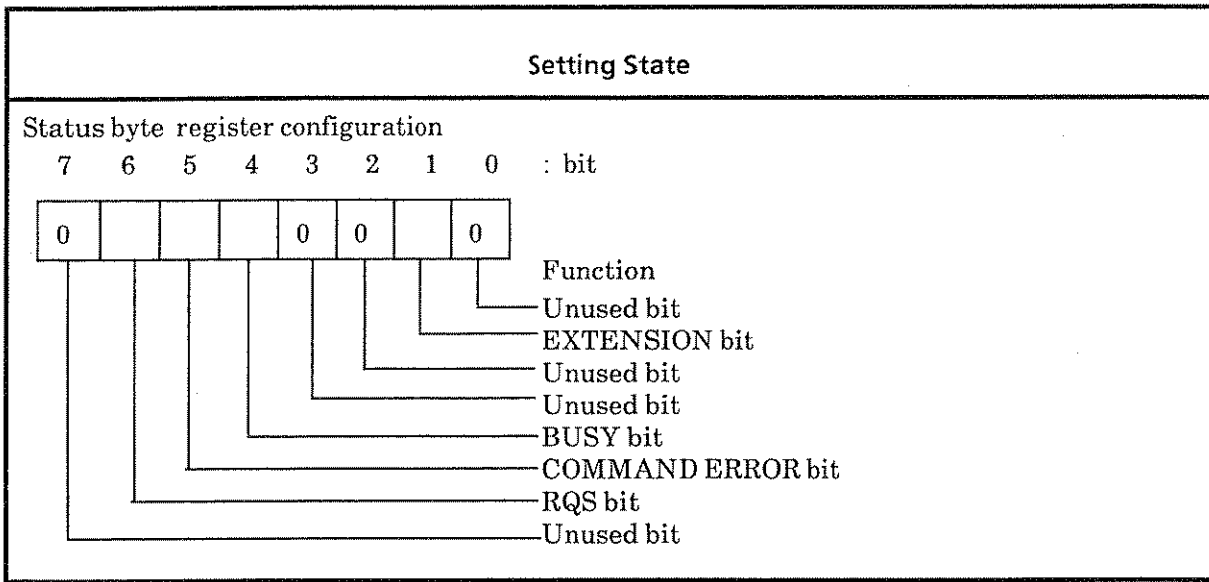 Setting State
Status byte register configuration
7 6 5 4 3 2 1 0 : bit
0 0 0 0
Function
Unused bit
EXTENSION bit
Unused bit
Unused bit
BUSY bit
COMMAND ERROR bit
RQS bit
Unused bit